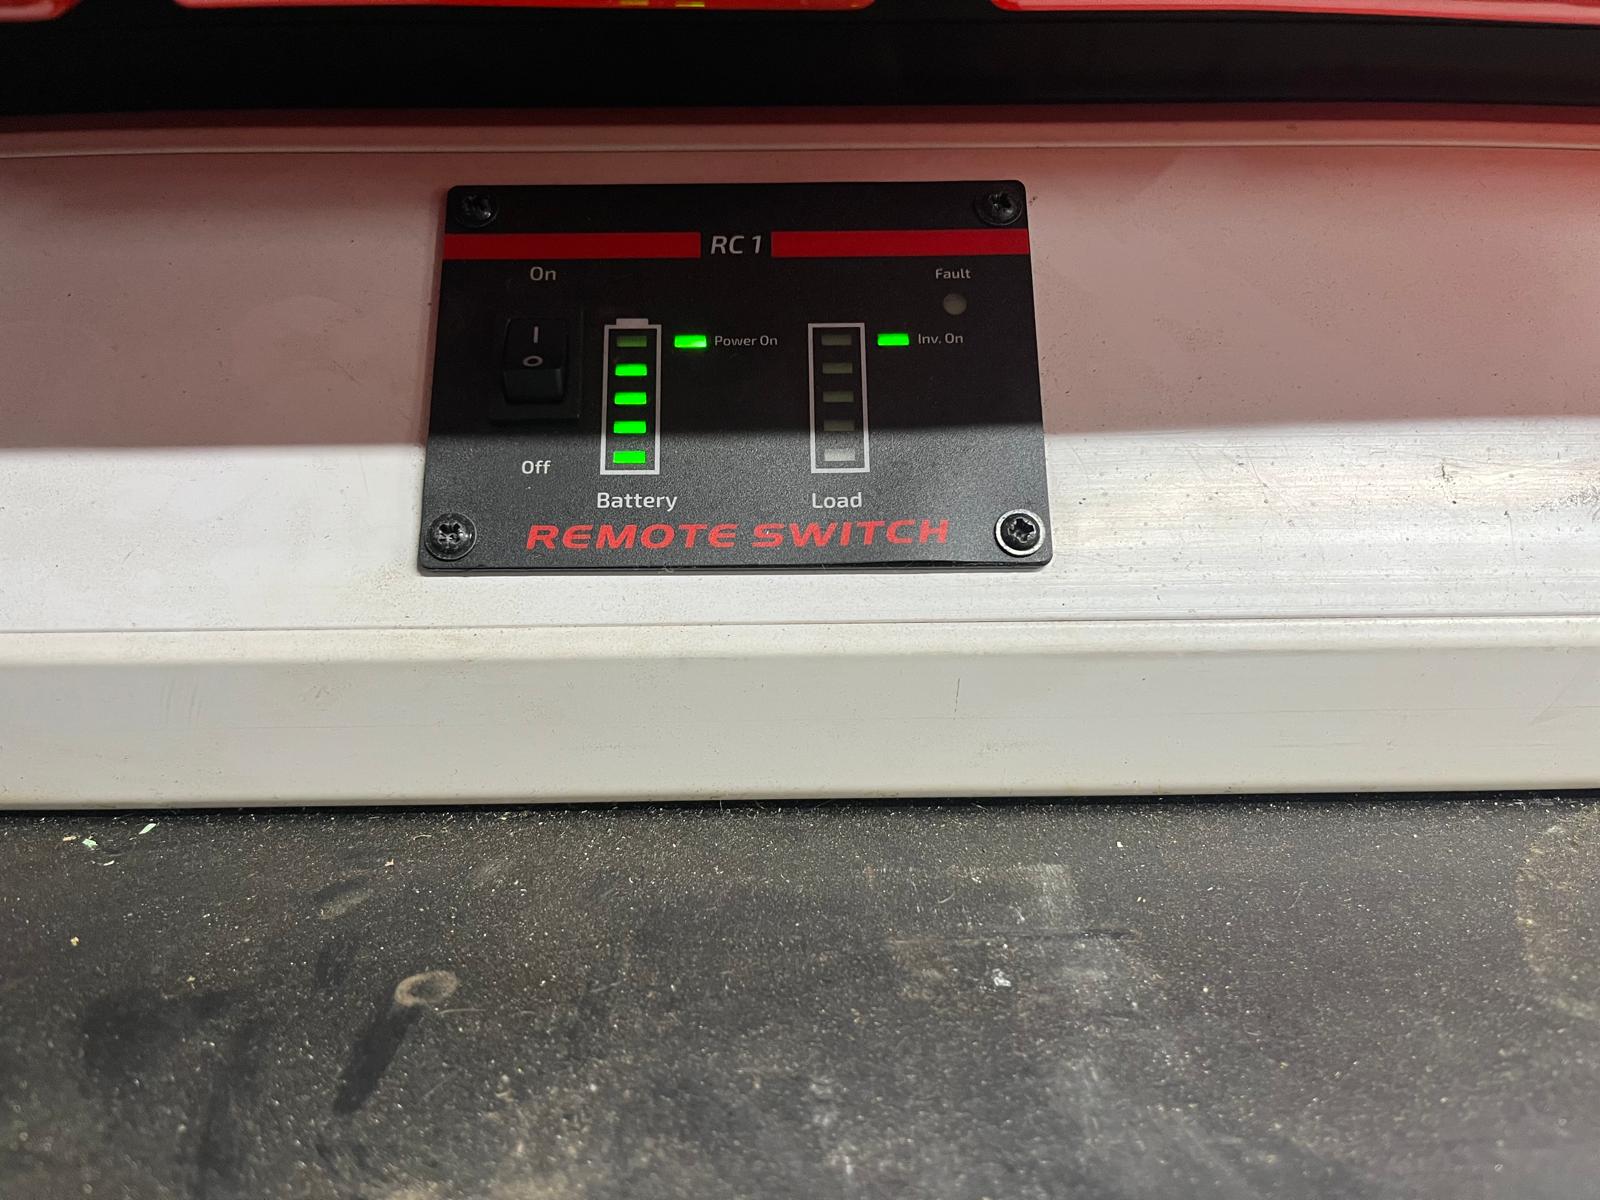 RC 1
On
Fault
I
O
Power On
Inv. On
Off
Battery
Load
REMOTE SWITCH